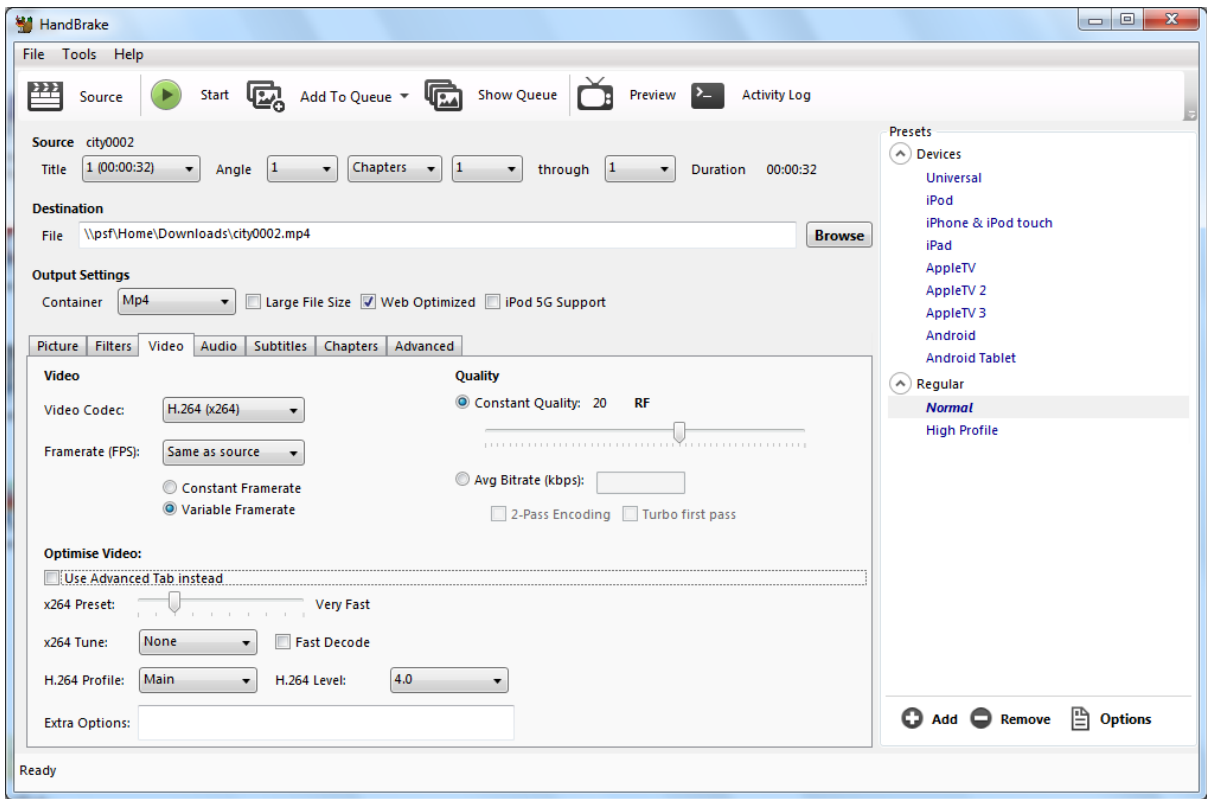 HandBrake
File Tools Help
Source Start Add To Queue Show Queue Preview Activity Log
Source city0002
Title 1 (00:00:32) Angle 1 Chapters 1 through 1 Duration 00:00:32
Destination
File \\psf\Home\Downloads\city0002.mp4 Browse
Output Settings
Container Mp4 Large File Size Web Optimized iPod 5G Support
Picture Filters Video Audio Subtitles Chapters Advanced
Video
Video Codec: H.264 (x264)
Framerate (FPS): Same as source
Constant Framerate
Variable Framerate
Quality
Constant Quality: 20 RF
Avg Bitrate (kbps):
2-Pass Encoding Turbo first pass
Optimise Video:
Use Advanced Tab instead
x264 Preset: Very Fast
x264 Tune: None Fast Decode
H.264 Profile: Main H.264 Level: 4.0
Extra Options:
Presets
Devices
Universal
iPod
iPhone & iPod touch
iPad
AppleTV
AppleTV 2
AppleTV 3
Android
Android Tablet
Regular
Normal
High Profile
Add Remove Options
Ready